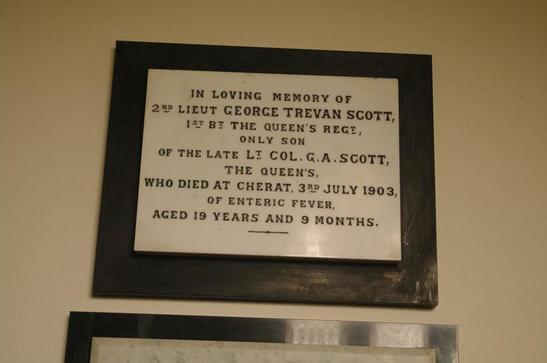 IN LOVING MEMORY OF
2ND LIEUT GEORGE TREVAN SCOTT,
1ST BT THE QUEEN'S REGT,
ONLY SON
OF THE LATE LT COL. G.A. SCOTT,
THE QUEEN'S,
WHO DIED AT CHERAT, 3RD JULY 1903,
OF ENTERIC FEVER,
AGED 19 YEARS AND 9 MONTHS.